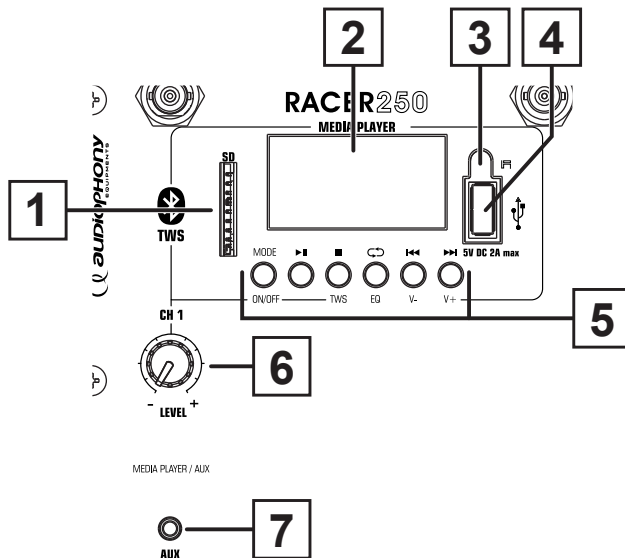 2
3
4
RACER250
MEDIA PLAYER
SD
1
TWS
5V DC 2A max
MODE
ON/OFF TWS EQ V- V+
5
CH 1
6
- LEVEL +
MEDIA PLAYER / AUX
7
AUX
audiophony